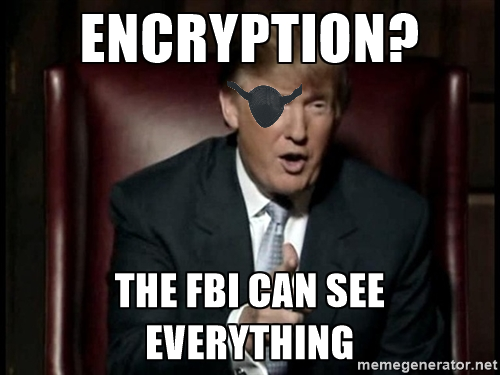 ENCRYPTION?
THE FBI CAN SEE
EVERYTHING
memegenerator.net